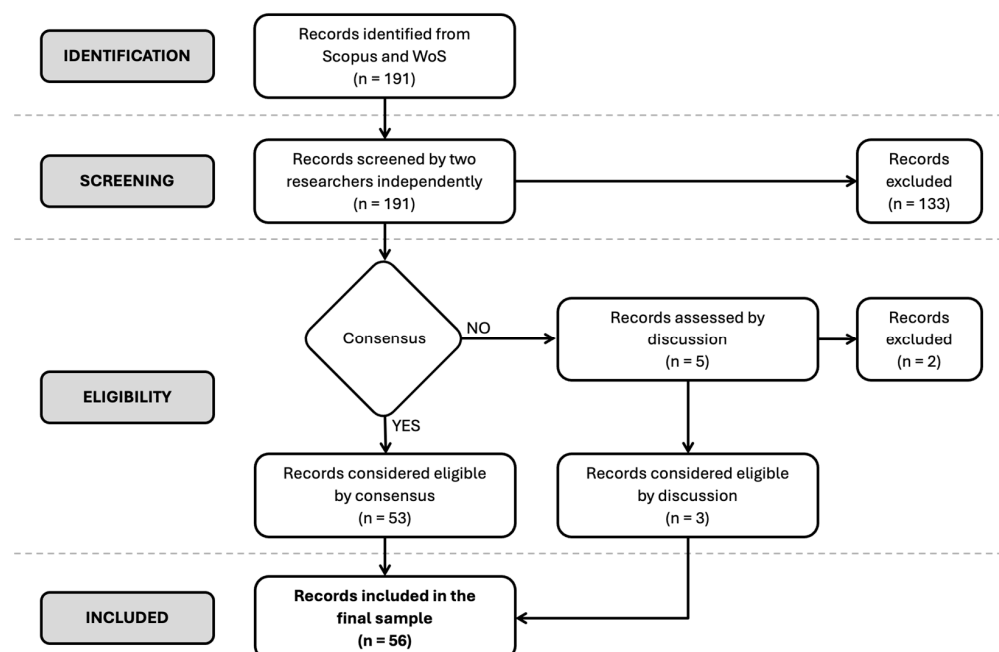 IDENTIFICATION
Records identified from
Scopus and WoS
(n = 191)
SCREENING
Records screened by two
researchers independently
(n = 191)
Records
excluded
(n = 133)
Consensus
NO
Records assessed by
discussion
(n = 5)
Records
excluded
(n = 2)
ELIGIBILITY
YES
Records considered eligible
by consensus
(n = 53)
Records considered eligible
by discussion
(n = 3)
INCLUDED
Records included in the
final sample
(n = 56)